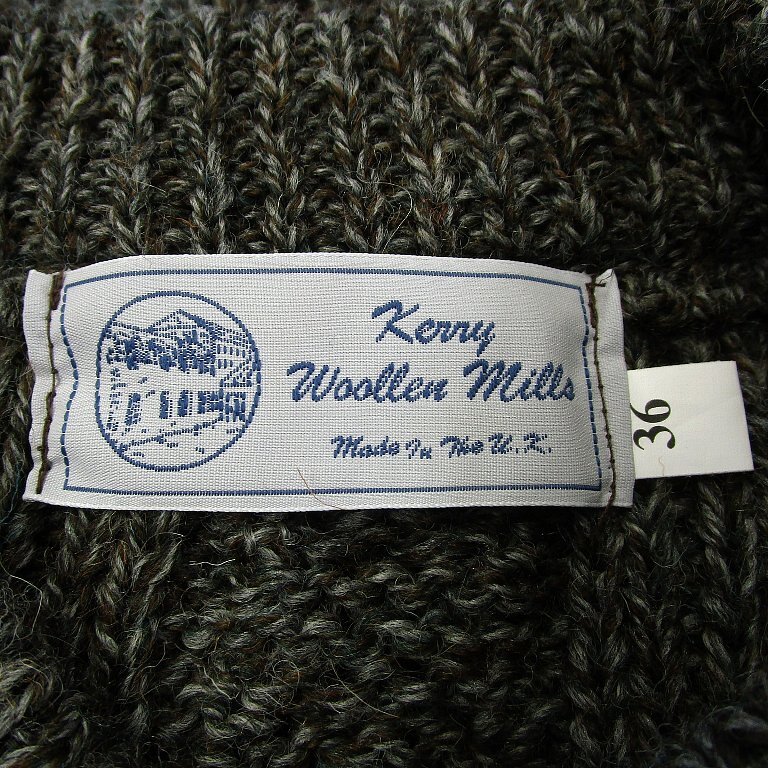 Kerry
Woollen Mills
Made In The U.K.
36